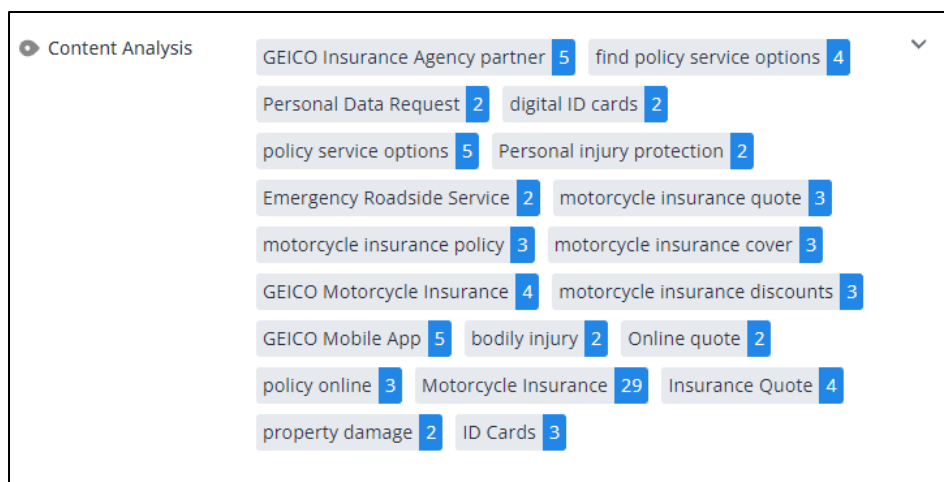 Content Analysis
GEICO Insurance Agency partner 5 find policy service options 4
Personal Data Request 2 digital ID cards 2
policy service options 5 Personal injury protection 2
Emergency Roadside Service 2 motorcycle insurance quote 3
motorcycle insurance policy 3 motorcycle insurance cover 3
GEICO Motorcycle Insurance 4 motorcycle insurance discounts 3
GEICO Mobile App 5 bodily injury 2 Online quote 2
policy online 3 Motorcycle Insurance 29 Insurance Quote 4
property damage 2 ID Cards 3